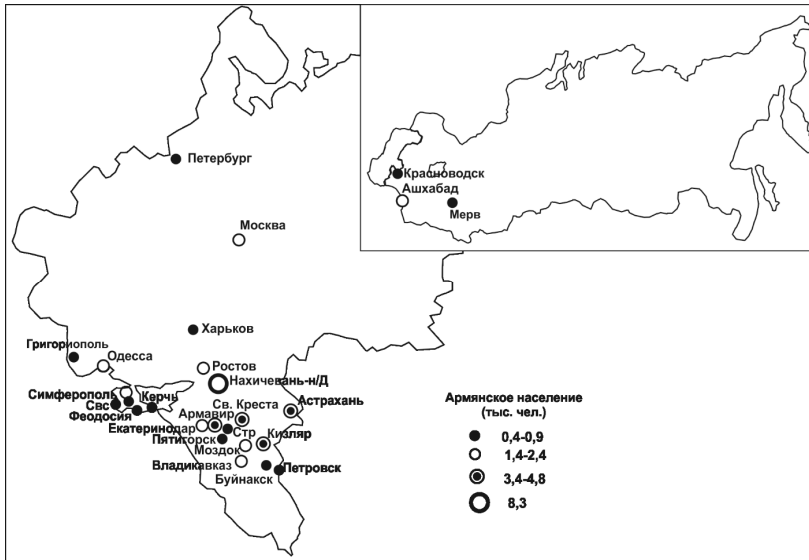 Петербург
Москва
Харьков
Григориополь
Одесса
Ростов
Нахичевань-н/Д
Симферополь
Керчь
Свс
Феодосия
Св. Креста
Астрахань
Армавир
Екатеринодар
Пятигорск
Стр
Кизляр
Моздок
Владикавказ
Буйнакск
Петровск
Красноводск
Ашхабад
Мерв
Армянское население
(тыс. чел.)
0,4-0,9
1,4-2,4
3,4-4,8
8,3